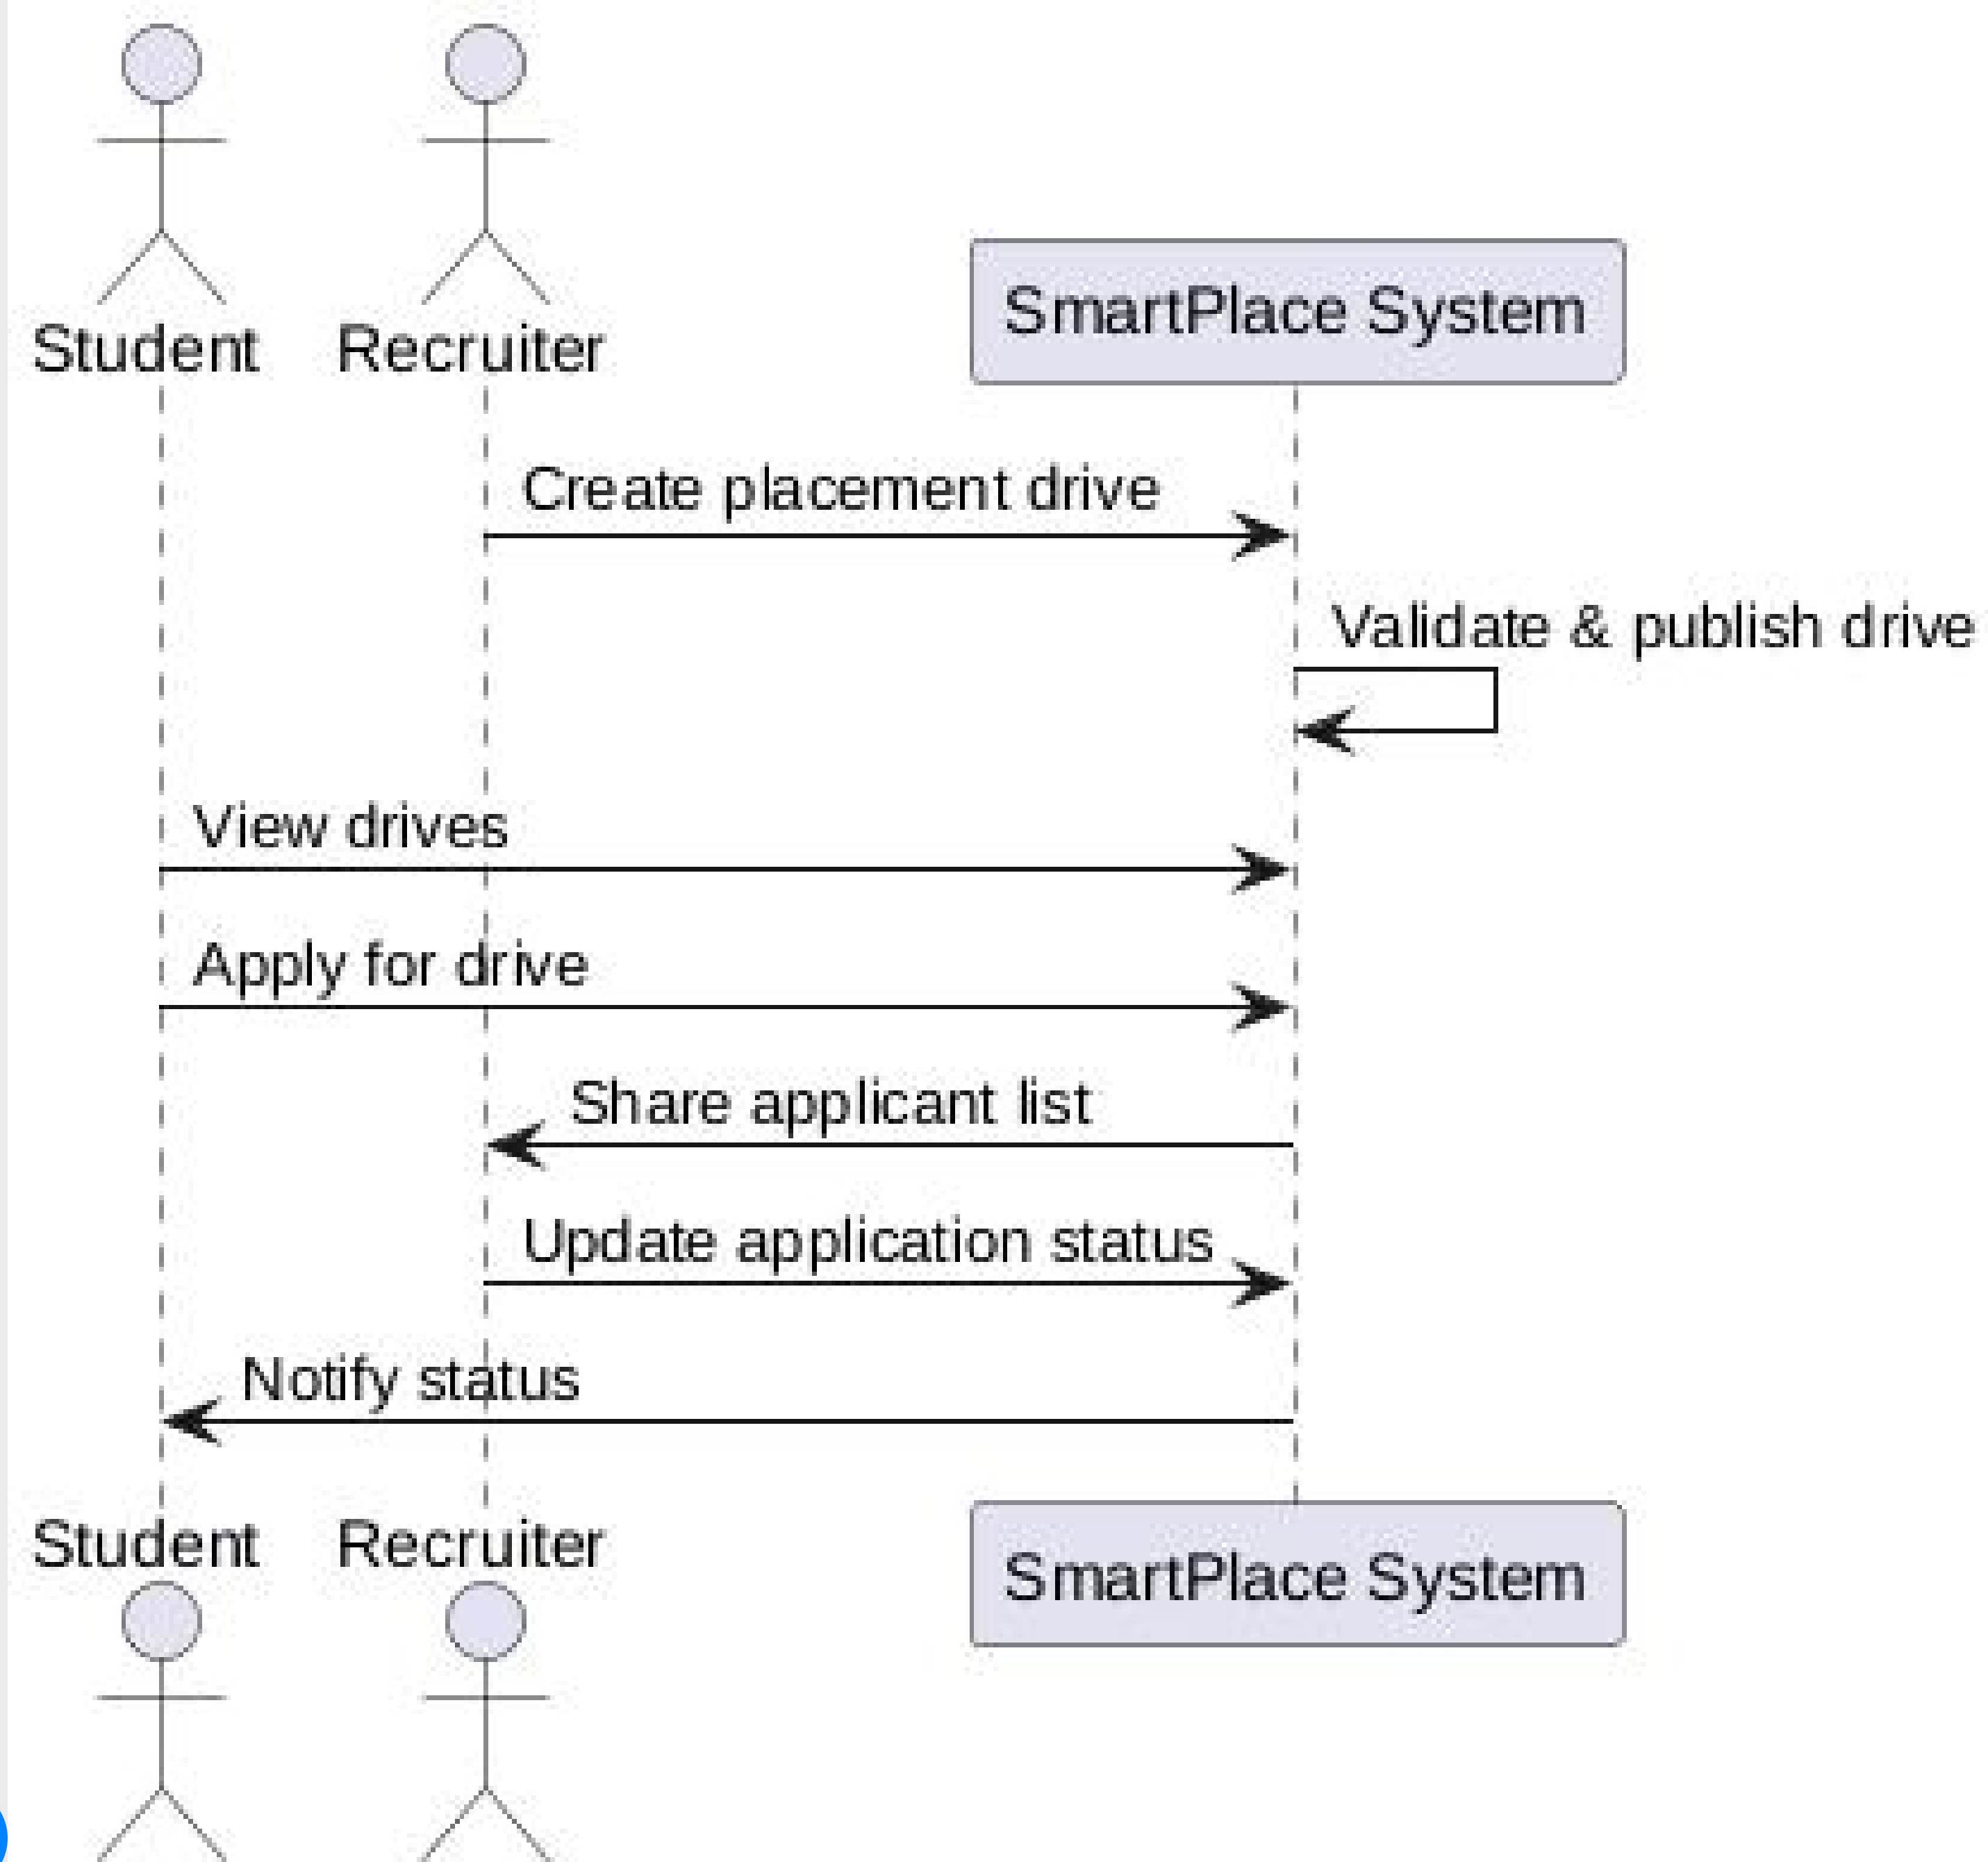 Student
Recruiter
SmartPlace System
Create placement drive
Validate & publish drive
View drives
Apply for drive
Share applicant list
Update application status
Notify status
Student
Recruiter
SmartPlace System